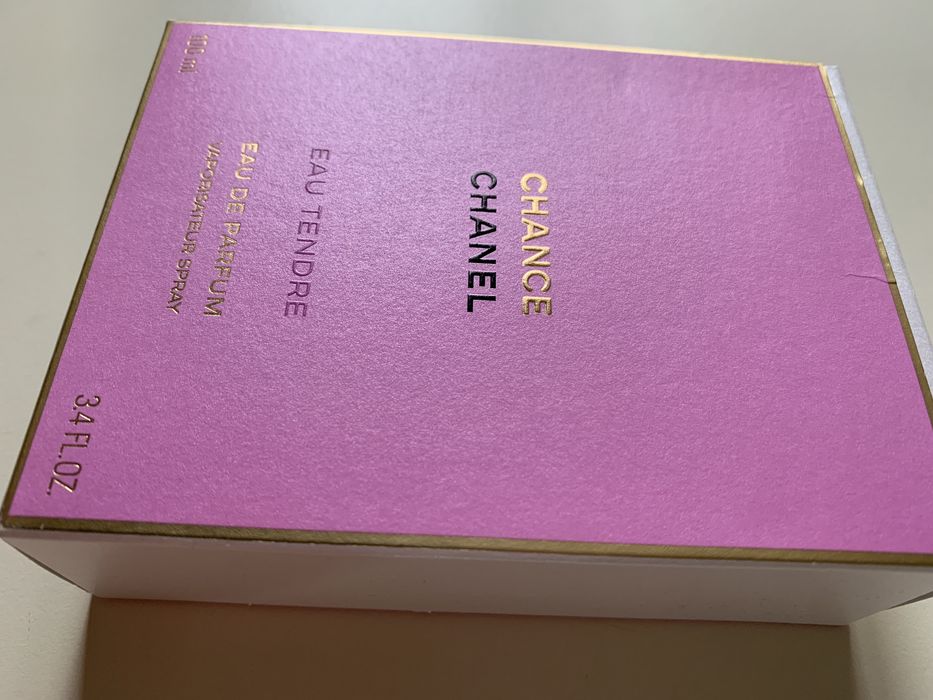 CHANCE
CHANEL
EAU TENDRE
EAU DE PARFUM
VAPORISATEUR SPRAY
100 ml
3.4 FL.OZ.